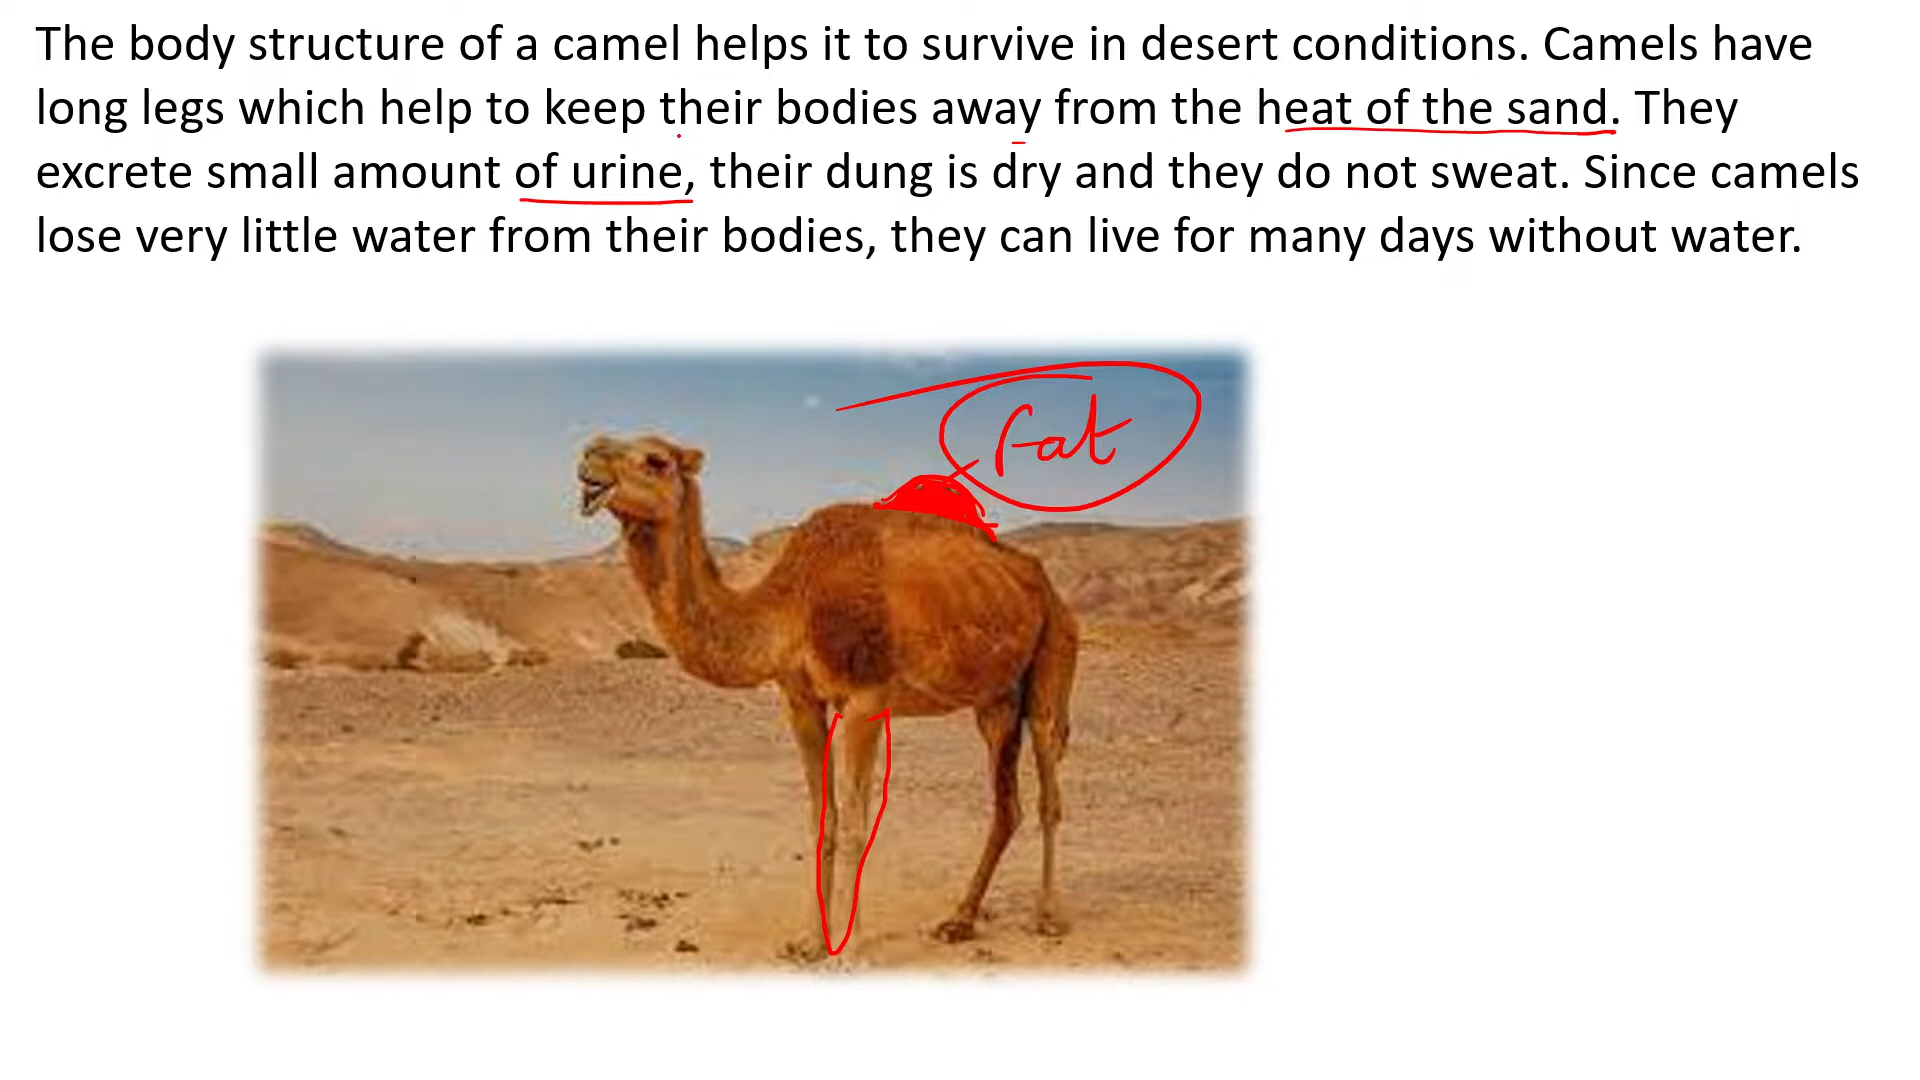 The body structure of a camel helps it to survive in desert conditions. Camels have
long legs which help to keep their bodies away from the heat of the sand. They
excrete small amount of urine, their dung is dry and they do not sweat. Since camels
lose very little water from their bodies, they can live for many days without water.
Fat